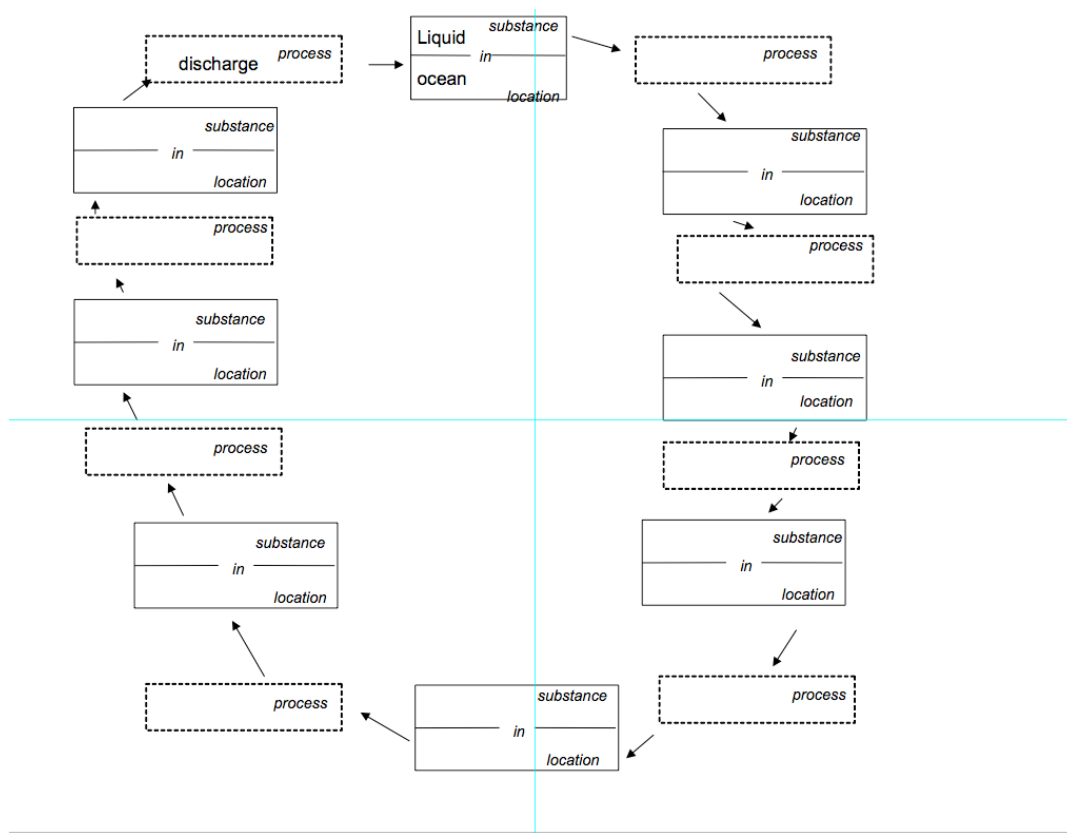 substance
Liquid
in
ocean
location
process
discharge
process
substance
in
location
process
substance
in
location
process
substance
in
location
process
substance
in
location
process
substance
in
location
process
substance
in
location
process
substance
in
location
process
substance
in
location